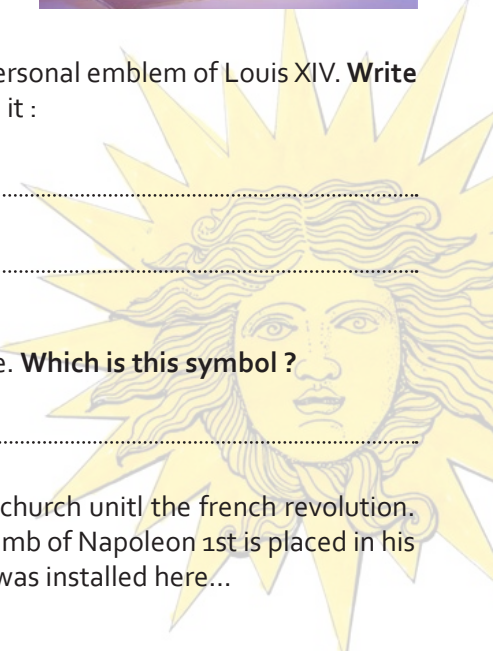 ersonal emblem of Louis XIV. Write
it :
e. Which is this symbol ?
church unitl the french revolution.
mb of Napoleon 1st is placed in his
was installed here...